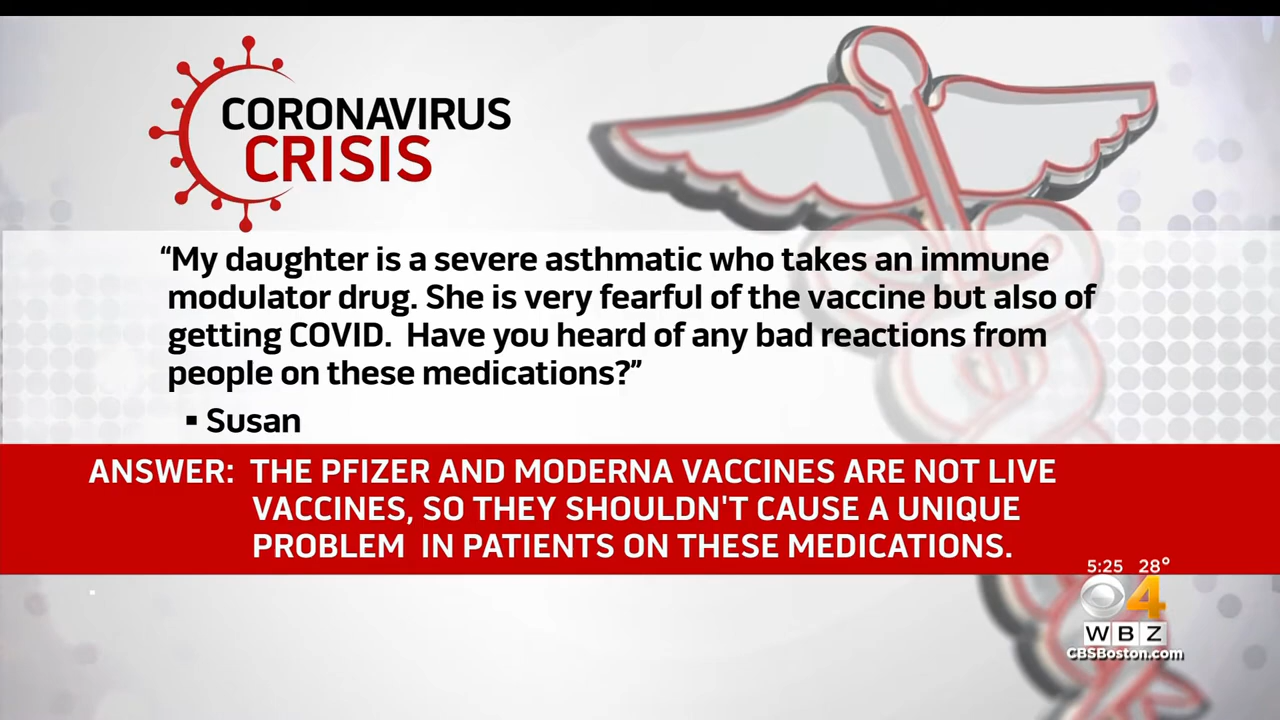 CORONAVIRUS
CRISIS
“My daughter is a severe asthmatic who takes an immune
modulator drug. She is very fearful of the vaccine but also of
getting COVID. Have you heard of any bad reactions from
people on these medications?”
▪ Susan
ANSWER: THE PFIZER AND MODERNA VACCINES ARE NOT LIVE
VACCINES, SO THEY SHOULDN'T CAUSE A UNIQUE
PROBLEM IN PATIENTS ON THESE MEDICATIONS.
5:25 28°
4
WBZ
CBSBoston.com